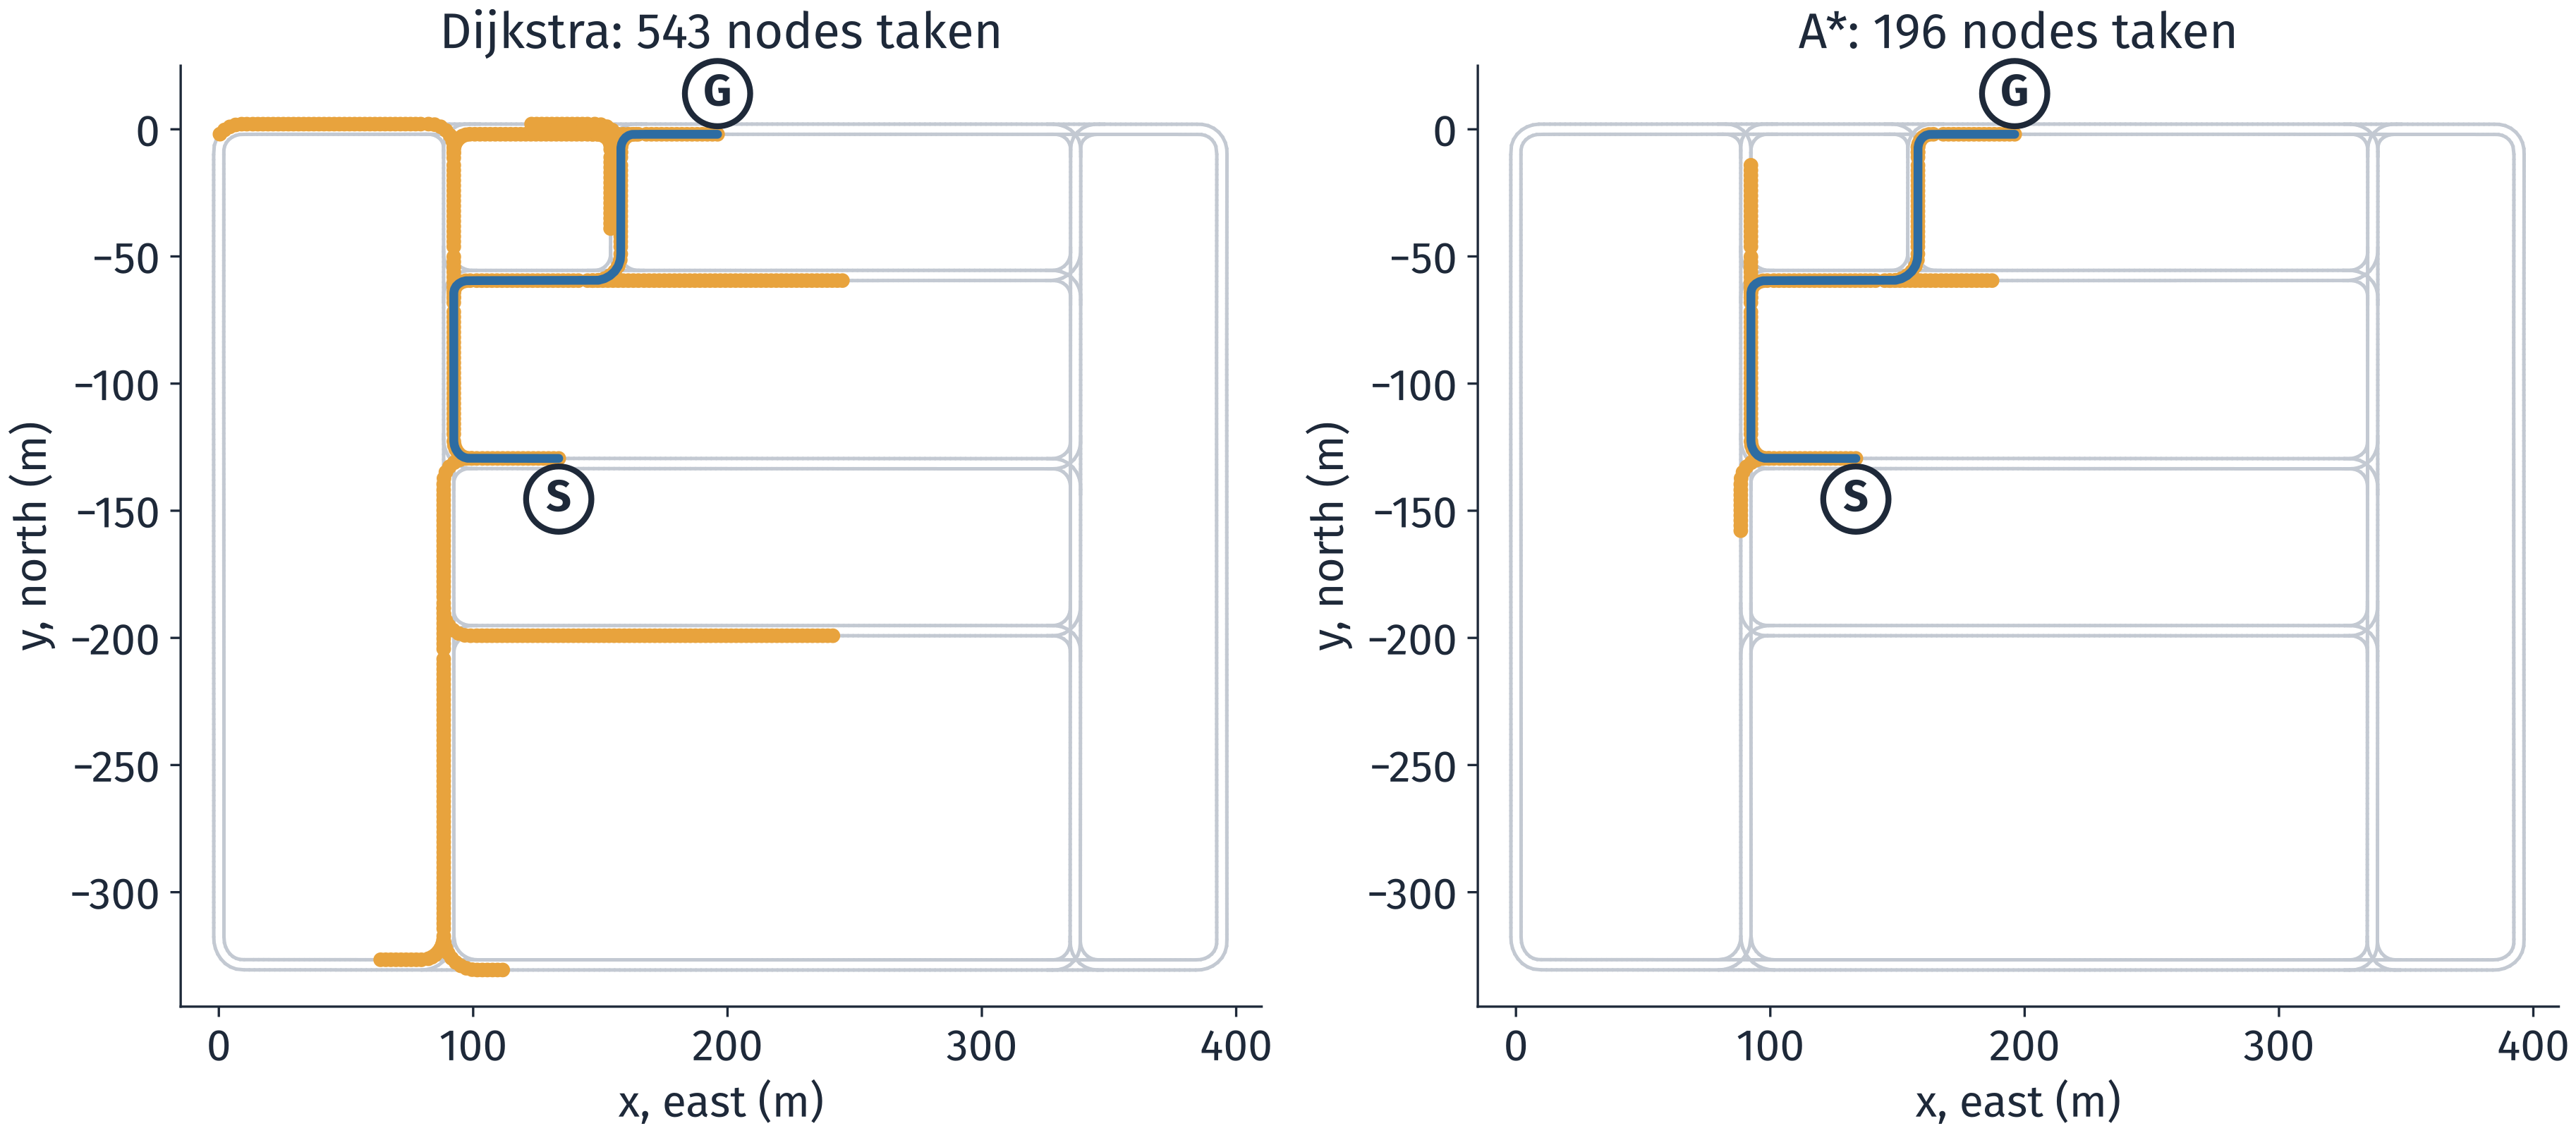 Dijkstra: 543 nodes taken
G
S
0
−50
−100
−150
−200
−250
−300
y, north (m)
0 100 200 300 400
x, east (m)
A*: 196 nodes taken
G
S
0
−50
−100
−150
−200
−250
−300
y, north (m)
0 100 200 300 400
x, east (m)